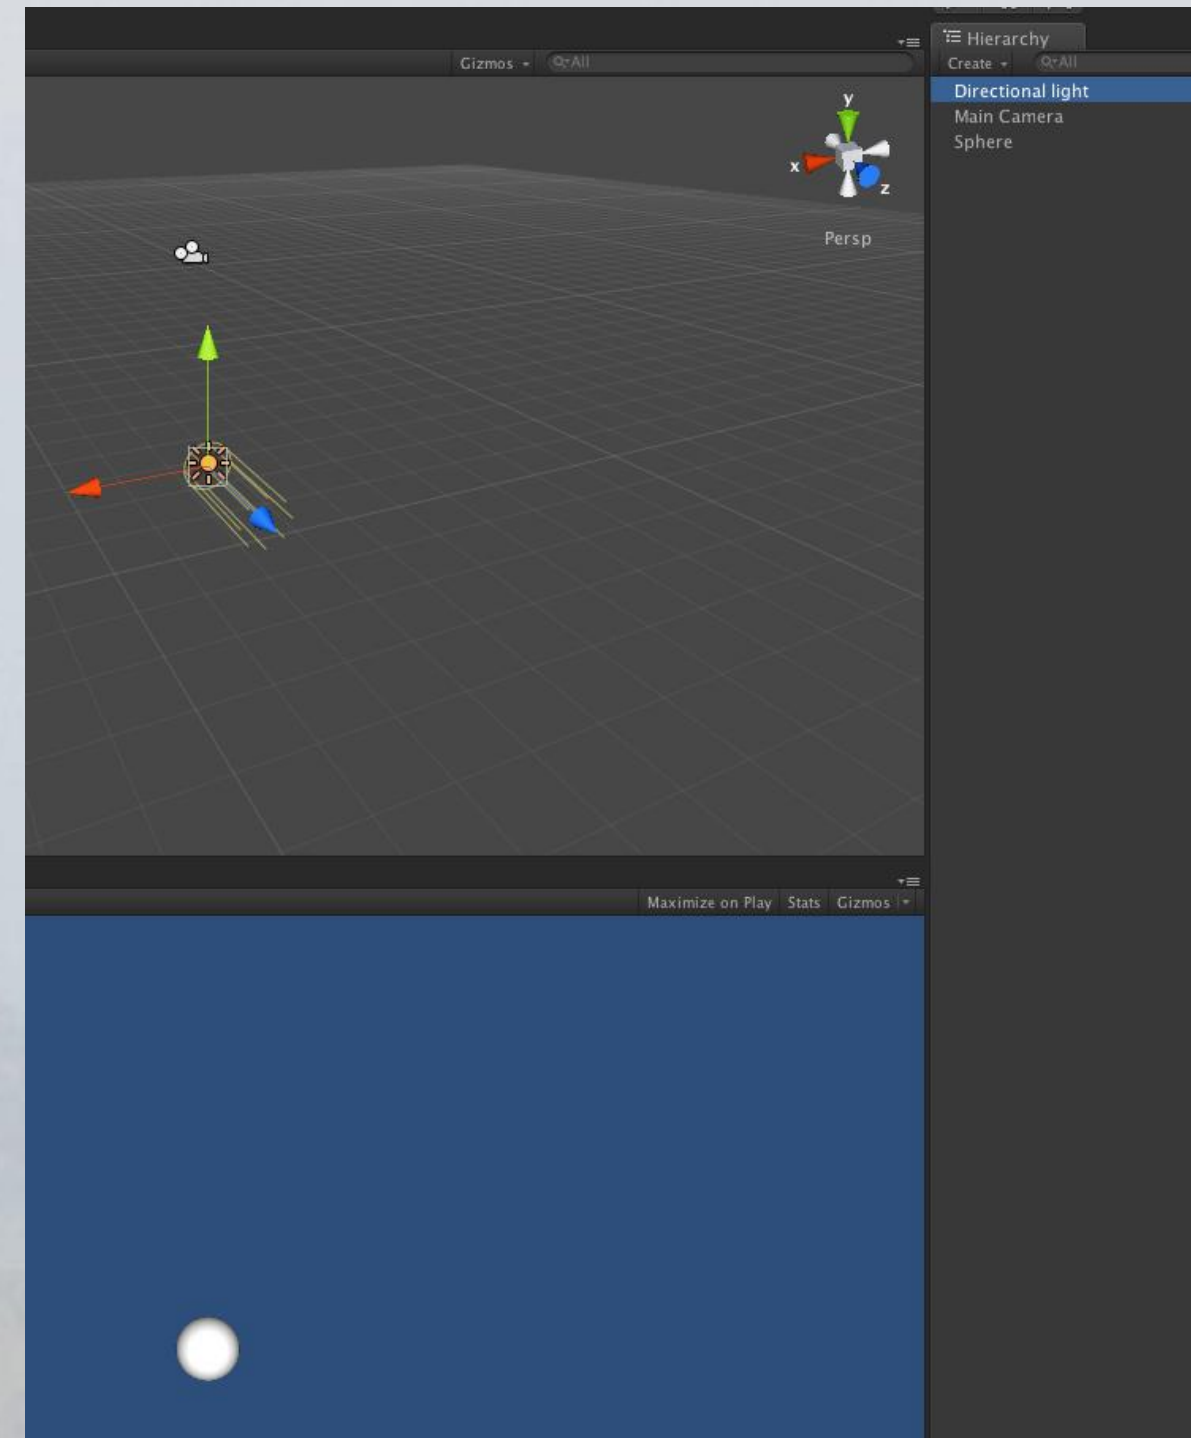 Hierarchy
Gizmos
All
Create
All
Directional light
Main Camera
Sphere
y
x
z
Persp
Maximize on Play
Stats
Gizmos